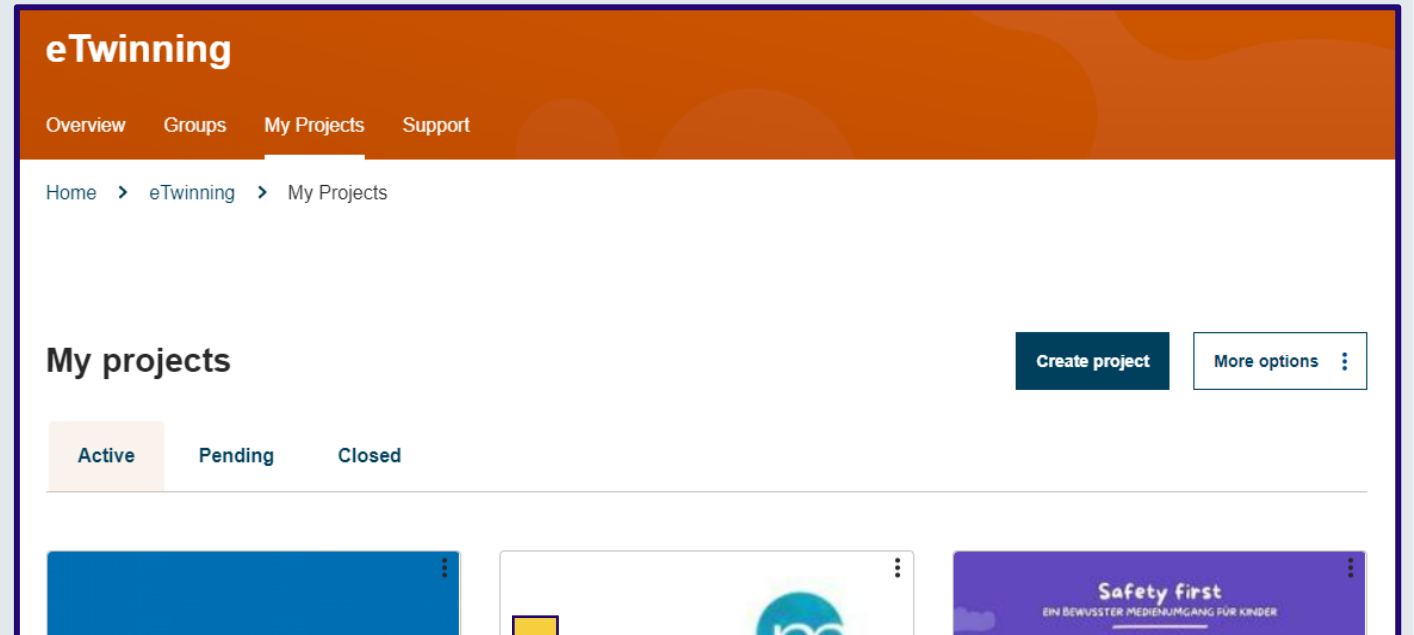 eTwinning
Overview Groups My Projects Support
Home > eTwinning > My Projects
My projects
Create project
More options
Active Pending Closed
Safety first
EIN BEWUSSTER MEDIENUMGANG FÜR KINDER